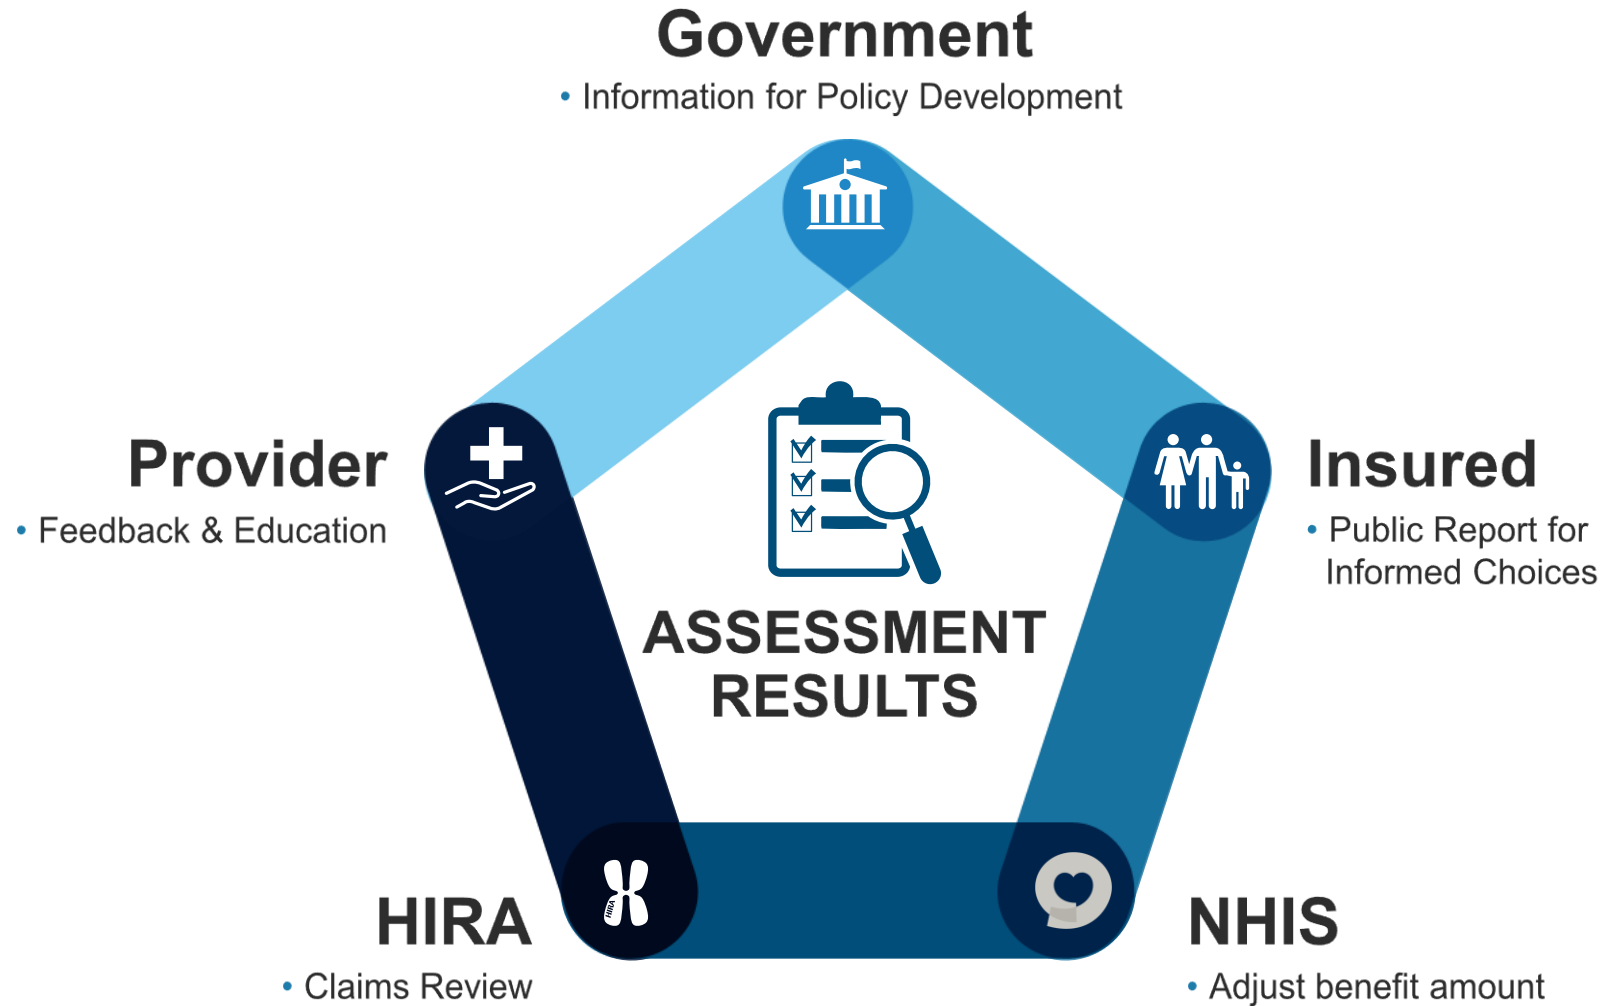 Government
• Information for Policy Development
Provider
• Feedback & Education
Insured
• Public Report for
Informed Choices
ASSESSMENT
RESULTS
HIRA
HIRA
• Claims Review
NHIS
• Adjust benefit amount